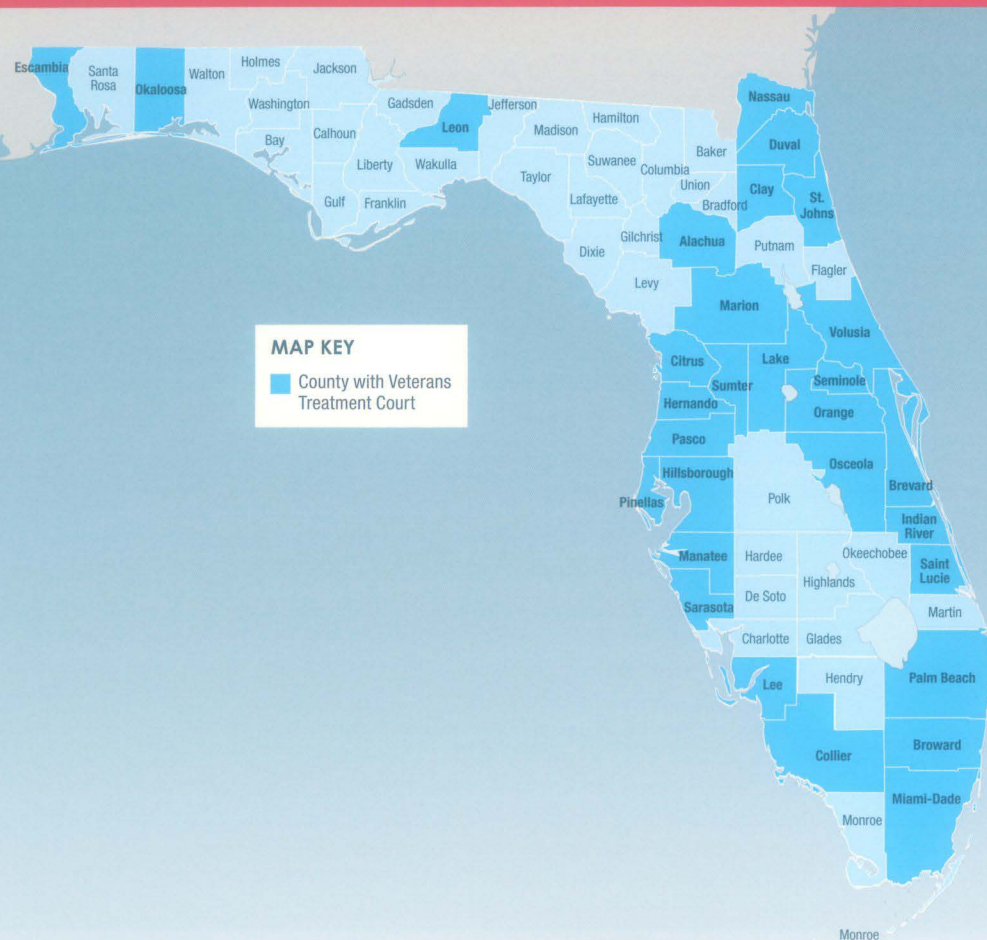 Escambia
Santa
Rosa
Okaloosa
Walton
Holmes
Jackson
Washington
Bay
Calhoun
Gadsden
Liberty
Gulf
Franklin
Leon
Wakulla
Jefferson
Madison
Taylor
Hamilton
Suwanee
Lafayette
Columbia
Dixie
Gilchrist
Levy
Baker
Union
Bradford
Nassau
Duval
Clay
St.
Johns
Alachua
Putnam
Flagler
Marion
Volusia
MAP KEY
County with Veterans
Treatment Court
Citrus
Sumter
Lake
Seminole
Hernando
Orange
Pasco
Osceola
Hillsborough
Pinellas
Polk
Brevard
Indian
River
Manatee
Hardee
Okeechobee
Highlands
Saint
Lucie
De Soto
Sarasota
Martin
Charlotte
Glades
Lee
Hendry
Palm Beach
Collier
Broward
Miami-Dade
Monroe
Monroe